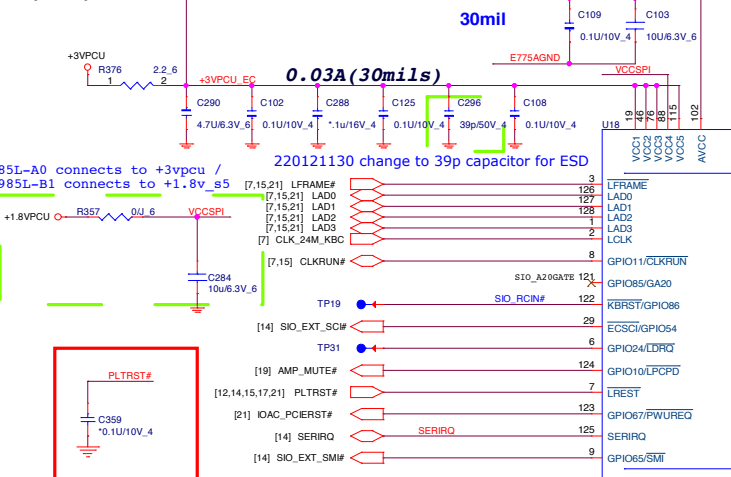 30mil
C109
0.1U/10V_4
C103
10U/6.3V_6
E775AGND
VCCSPI
+3VPCU
R376
2.2_6
1
2
+3VPCU_EC
0.03A(30mils)
C290
4.7U/6.3V_6
C102
0.1U/10V_4
C288
*.1u/16V_4
C125
0.1U/10V_4
C296
39p/50V_4
C108
0.1U/10V_4
19
46
76
88
115
102
U18
VCC1
VCC2
VCC3
VCC4
VCC5
AVCC
220121130 change to 39p capacitor for ESD
85L-A0 connects to +3vpcu /
985L-B1 connects to +1.8v_s5
+1.8VPCU
R357
0/J_6
VCCSPI
C284
10u/6.3V_6
[7,15,21] LFRAME# 3 LFRAME
[7,15,21] LAD0 126 LAD0
[7,15,21] LAD1 127 LAD1
[7,15,21] LAD2 128 LAD2
[7,15,21] LAD3 1 LAD3
[7] CLK_24M_KBC 2 LCLK
[7,15] CLKRUN# 8 GPIO11/CLKRUN
SIO_A20GATE 121 GPIO85/GA20
TP19 SIO_RCIN# 122 KBRST/GPIO86
[14] SIO_EXT_SCI# 29 ECSCI/GPIO54
TP31 6 GPIO24/LDRQ
[19] AMP_MUTE# 124 GPIO10/LPCPD
[12,14,15,17,21] PLTRST# 7 LREST
[21] IOAC_PCIERST# 123 GPIO67/PWUREQ
[14] SERIRQ SERIRQ 125 SERIRQ
[14] SIO_EXT_SMI# 9 GPIO65/SMI
PLTRST#
C359
*0.1U/10V_4